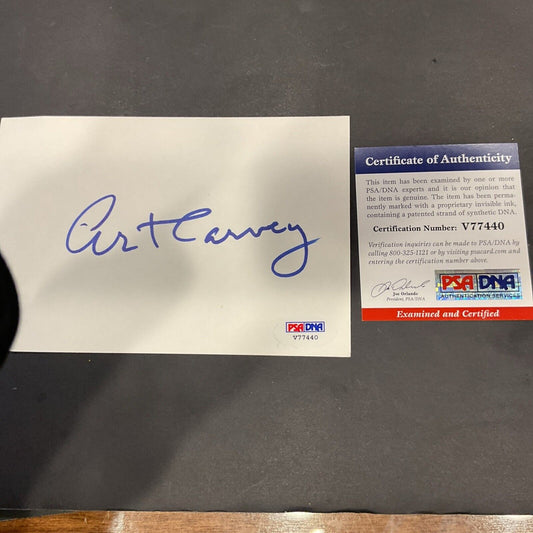 Art Carvey
PSA/DNA
V77440
Certificate of Authenticity
This item has been examined by one or more
PSA/DNA experts and it is our opinion that
the item is genuine. The item has been perma-
nently marked with a proprietary invisible ink,
containing a patented strand of synthetic DNA.
Certification Number: V77440
Verification inquiries can be made to PSA/DNA by
calling 800-325-1121 or by visiting psacard.com and
entering the certification number above.
Joe Orlando
President, PSA/DNA
PSA/DNA
AUTHENTICATION SERVICES
Examined and Certified